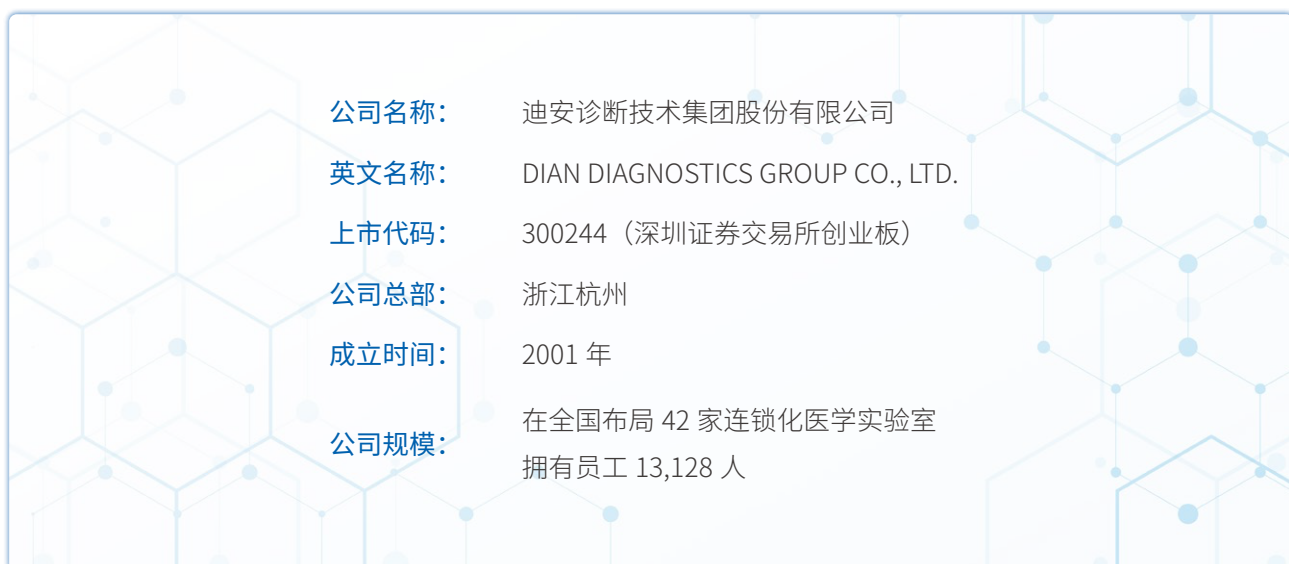 公司名称： 迪安诊断技术集团股份有限公司
英文名称： DIAN DIAGNOSTICS GROUP CO., LTD.
上市代码： 300244（深圳证券交易所创业板）
公司总部： 浙江杭州
成立时间： 2001 年
公司规模： 在全国布局 42 家连锁化医学实验室
拥有员工 13,128 人